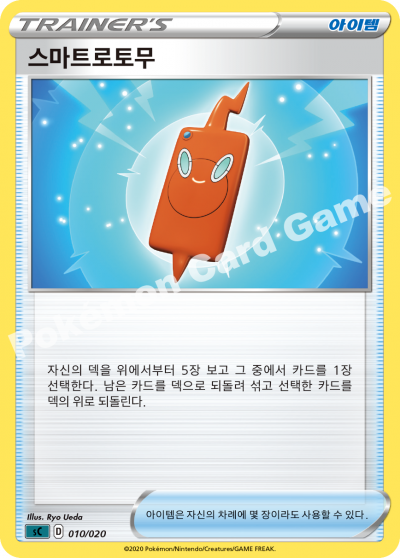 TRAINER'S 아이템
스마트로토무
Pokémon Card Game
자신의 덱을 위에서부터 5장 보고 그 중에서 카드를 1장
선택한다. 남은 카드를 덱으로 되돌려 섞고 선택한 카드를
덱의 위로 되돌린다.
Illus. Ryo Ueda
sC D 010/020
아이템은 자신의 차례에 몇 장이라도 사용할 수 있다.
©2020 Pokémon/Nintendo/Creatures/GAME FREAK.